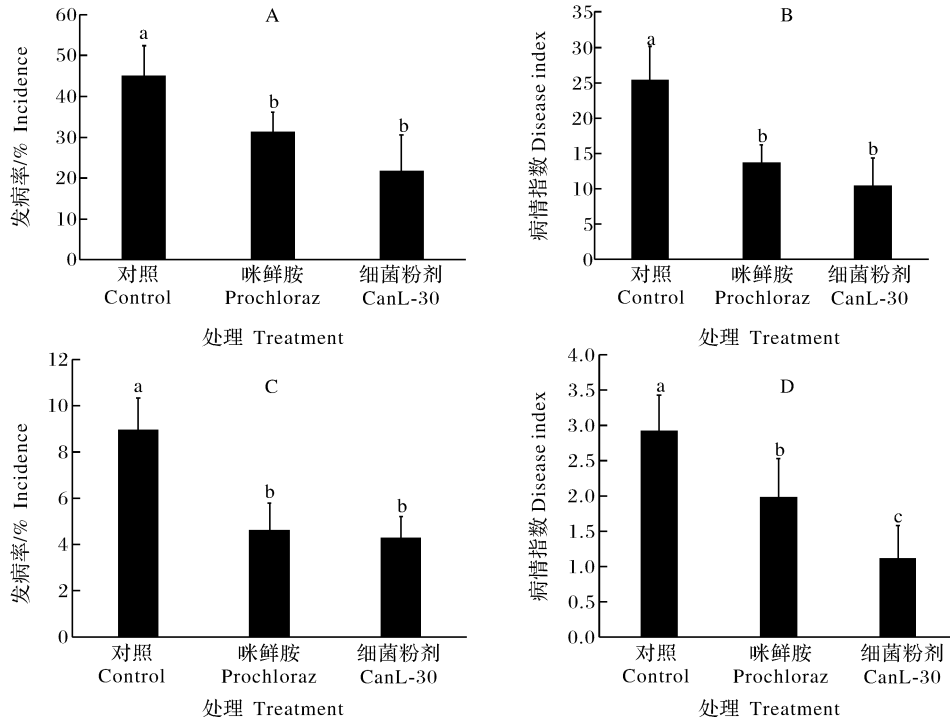 A
发病率/% Incidence
60
50
40
30
20
10
0
a
b
b
对照 咪鲜胺 细菌粉剂
Control Prochloraz CanL-30
处理 Treatment
B
病情指数 Disease index
35
30
25
20
15
10
5
0
a
b
b
对照 咪鲜胺 细菌粉剂
Control Prochloraz CanL-30
处理 Treatment
C
发病率/% Incidence
12
10
8
6
4
2
0
a
b
b
对照 咪鲜胺 细菌粉剂
Control Prochloraz CanL-30
处理 Treatment
D
病情指数 Disease index
4.0
3.5
3.0
2.5
2.0
1.5
1.0
0.5
0.0
a
b
c
对照 咪鲜胺 细菌粉剂
Control Prochloraz CanL-30
处理 Treatment